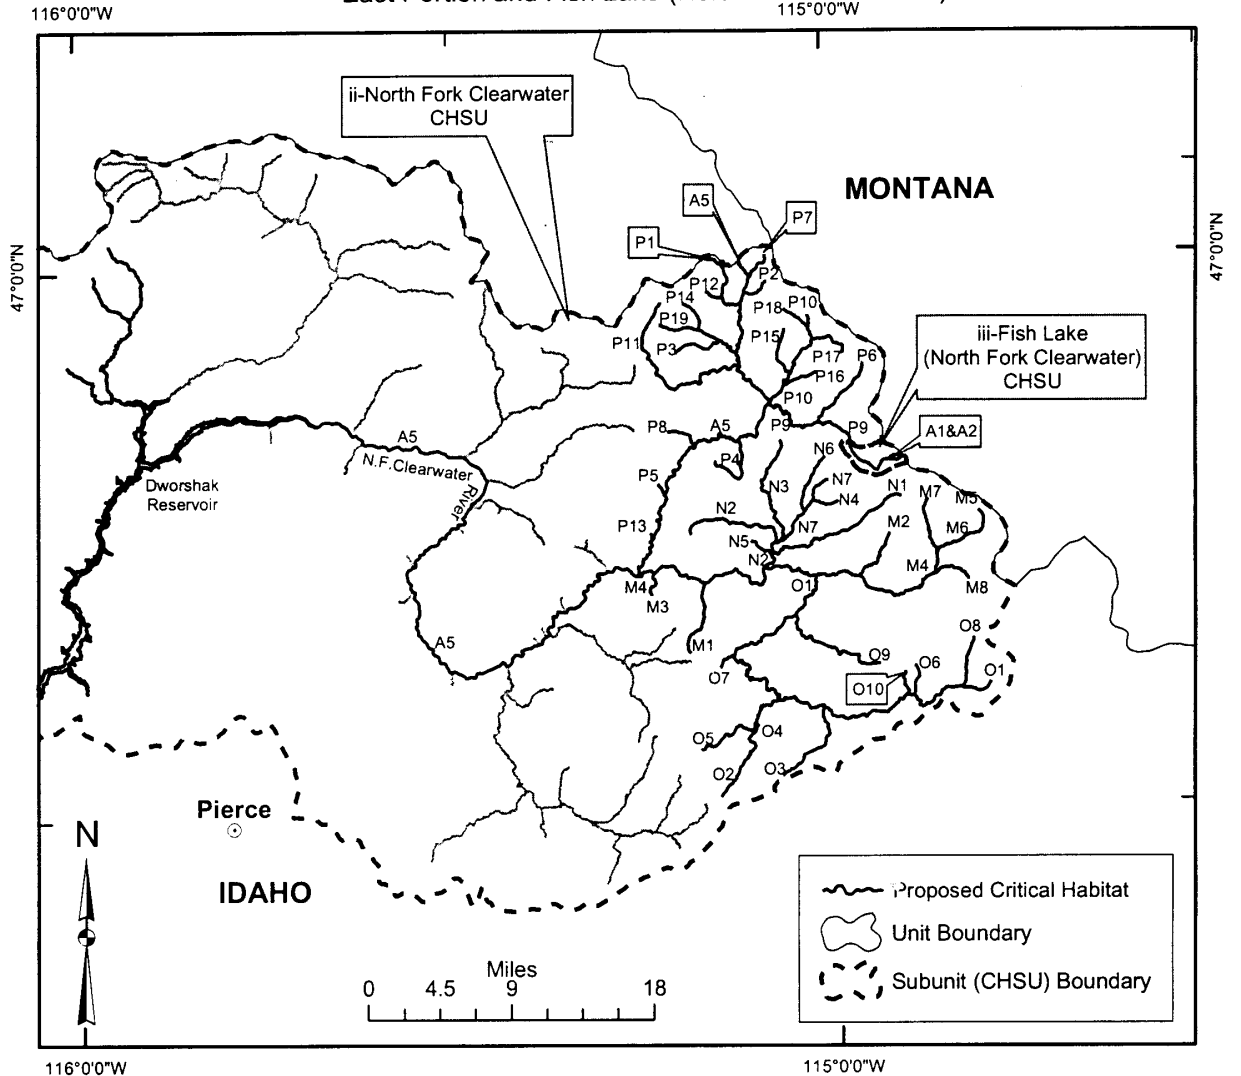 116°0'0"W
115°0'0"W
ii-North Fork Clearwater
CHSU
MONTANA
A5
P7
P1
47°0'0"N
47°0'0"N
P2
P12
P14
P18
P10
P19
P15
P11
P3
P17
P6
P16
iii-Fish Lake
(North Fork Clearwater)
CHSU
P10
P8
A5
P9
P9
A1&A2
A5
N6
P4
N.F.Clearwater
River
P5
N7
N1
M7
M5
Dworshak
Reservoir
N3
N4
N2
P13
N7
M2
M6
N5
N2
M4
M4
M8
M3
O1
A5
M1
O8
O9
O6
O1
O7
O10
O5
O4
O2
O3
Pierce
N
IDAHO
Proposed Critical Habitat
Unit Boundary
Subunit (CHSU) Boundary
Miles
0 4.5 9 18
116°0'0"W
115°0'0"W